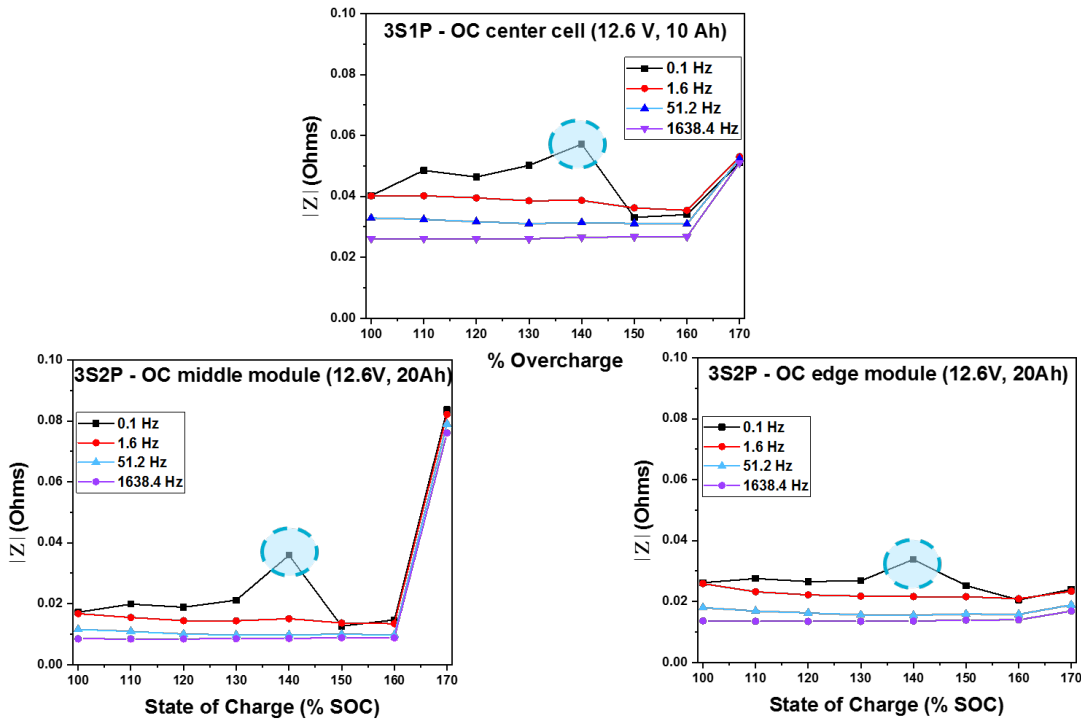 3S1P - OC center cell (12.6 V, 10 Ah)
0.10
0.08
0.06
0.04
0.02
0.00
|Z| (Ohms)
0.1 Hz
1.6 Hz
51.2 Hz
1638.4 Hz
100 110 120 130 140 150 160 170
% Overcharge
3S2P - OC middle module (12.6V, 20Ah)
0.10
0.08
0.06
0.04
0.02
0.00
|Z| (Ohms)
0.1 Hz
1.6 Hz
51.2 Hz
1638.4 Hz
100 110 120 130 140 150 160 170
State of Charge (% SOC)
3S2P - OC edge module (12.6V, 20Ah)
0.10
0.08
0.06
0.04
0.02
0.00
|Z| (Ohms)
0.1 Hz
1.6 Hz
51.2 Hz
1638.4 Hz
100 110 120 130 140 150 160 170
State of Charge (% SOC)